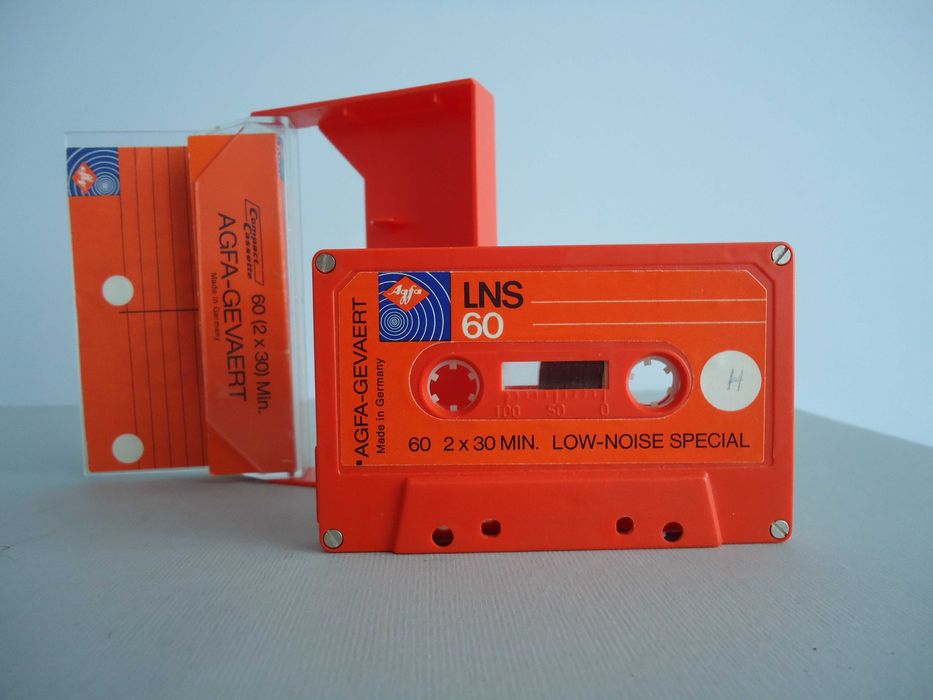 Agfa
Compact
Cassette
60 (2 x 30) Min.
AGFA-GEVAERT
Made in Germany
Agfa
LNS
60
AGFA-GEVAERT
Made in Germany
100 50 0
H
60 2 x 30 MIN. LOW-NOISE SPECIAL